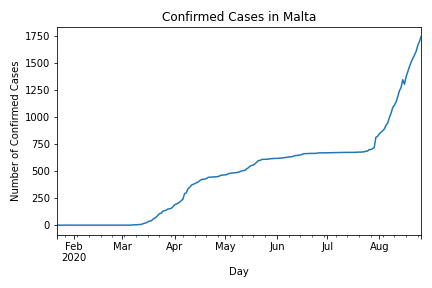 Confirmed Cases in Malta
Number of Confirmed Cases
1750
1500
1250
1000
750
500
250
0
Feb Mar Apr May Jun Jul Aug
2020
Day